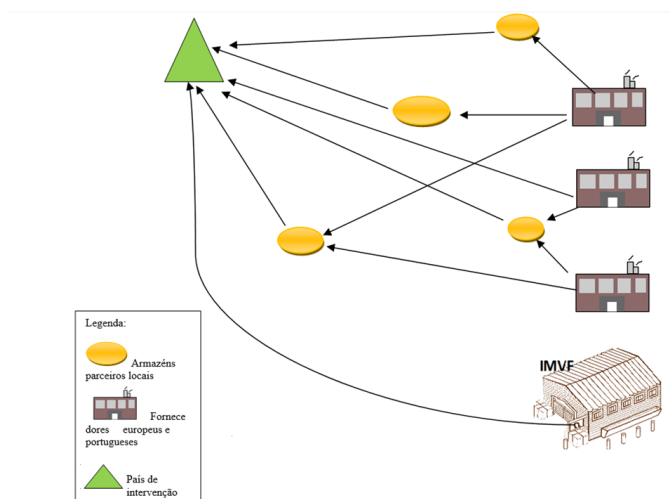 IMVF
Legenda:
Armazéns
parceiros locais
Fornece
dores europeus e
portugueses
País de
intervenção